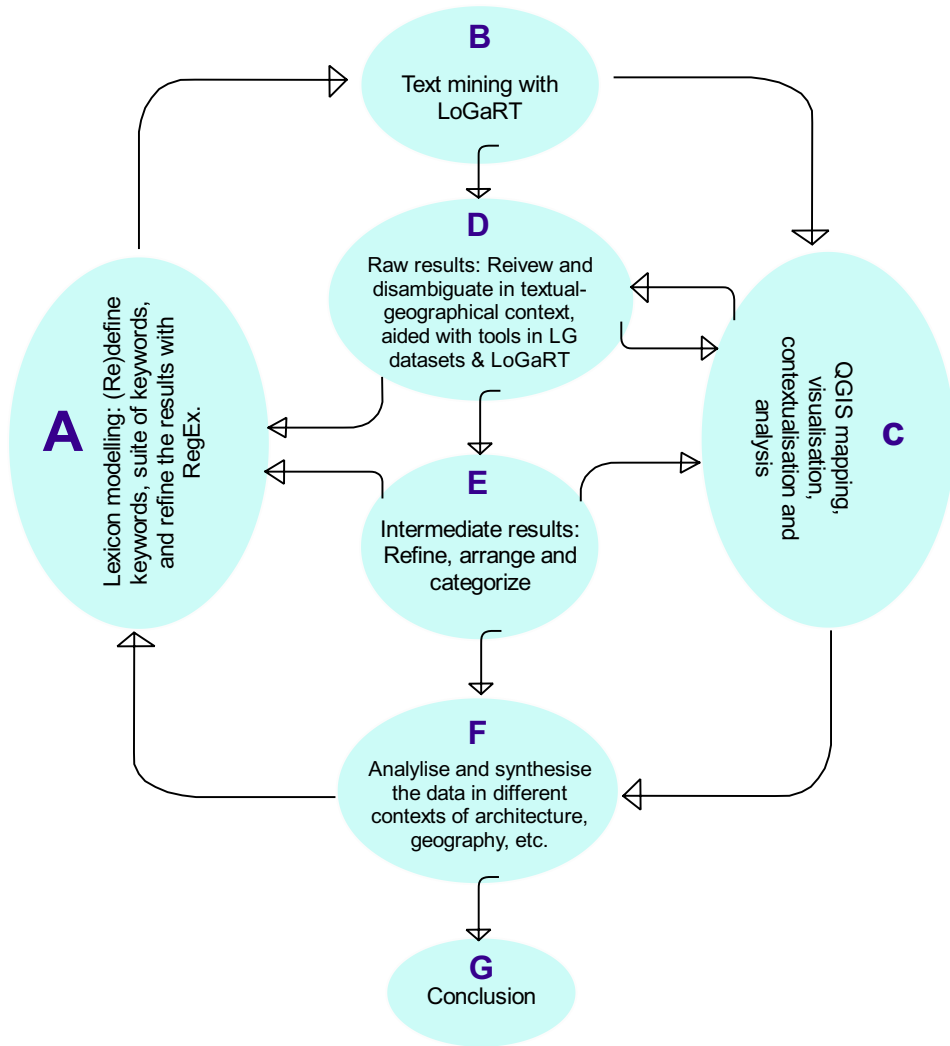 B
Text mining with
LoGaRT
D
Raw results: Reivew and
disambiguate in textual-
geographical context,
aided with tools in LG
datasets & LoGaRT
A
Lexicon modelling: (Re)define
keywords, suite of keywords,
and refine the results with
RegEx.
c
QGIS mapping,
visualisation,
contextualisation and
analysis
E
Intermediate results:
Refine, arrange and
categorize
F
Analylise and synthesise
the data in different
contexts of architecture,
geography, etc.
G
Conclusion